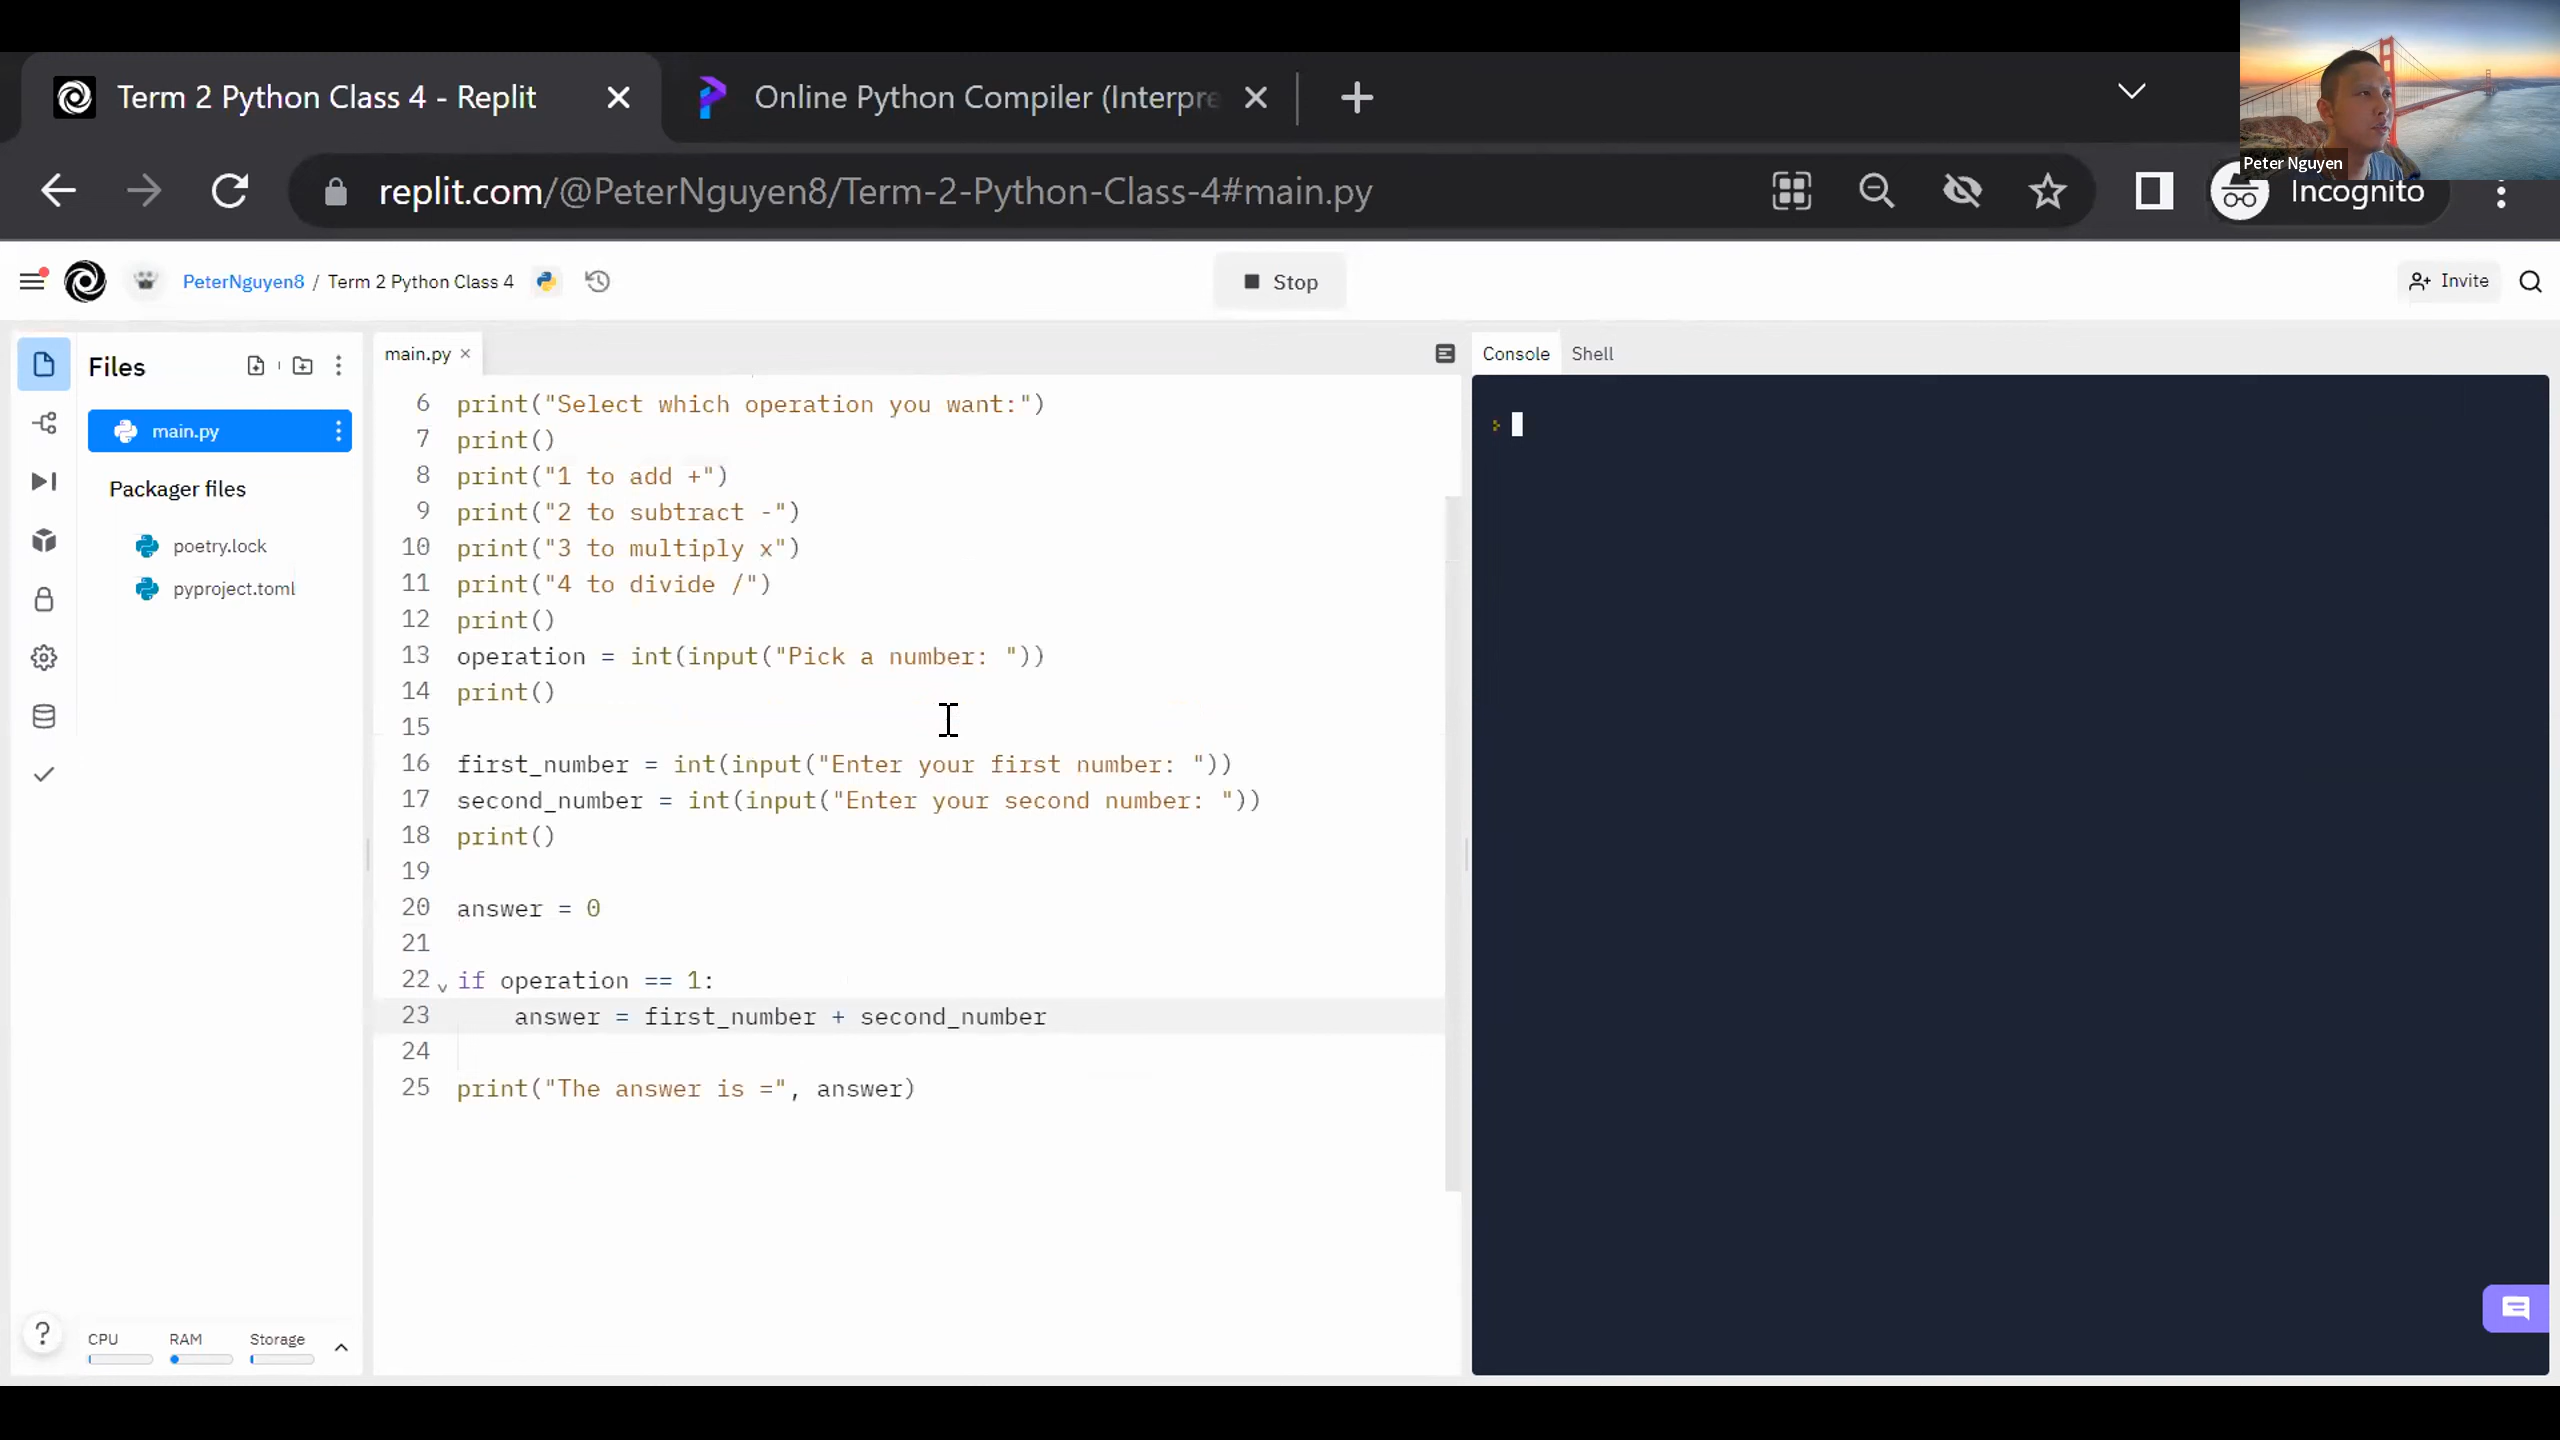 Term 2 Python Class 4 - Replit
Online Python Compiler (Interpre
Peter Nguyen
replit.com/@PeterNguyen8/Term-2-Python-Class-4#main.py
Incognito
PeterNguyen8 / Term 2 Python Class 4
Stop
Invite
Files
main.py
Packager files
poetry.lock
pyproject.toml
main.py
6 print("Select which operation you want:")
7 print()
8 print("1 to add +")
9 print("2 to subtract -")
10 print("3 to multiply x")
11 print("4 to divide /")
12 print()
13 operation = int(input("Pick a number: "))
14 print()
15
16 first_number = int(input("Enter your first number: "))
17 second_number = int(input("Enter your second number: "))
18 print()
19
20 answer = 0
21
22 if operation == 1:
23     answer = first_number + second_number
24
25 print("The answer is =", answer)
Console Shell
CPU RAM Storage